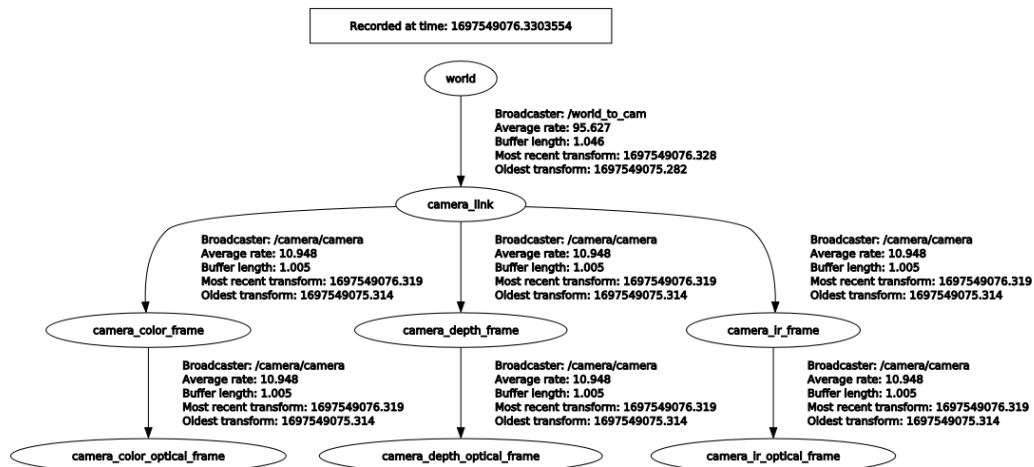 Recorded at time: 1697549076.3303554
world
Broadcaster: /world_to_cam
Average rate: 95.627
Buffer length: 1.046
Most recent transform: 1697549076.328
Oldest transform: 1697549075.282
camera_link
Broadcaster: /camera/camera
Average rate: 10.948
Buffer length: 1.005
Most recent transform: 1697549076.319
Oldest transform: 1697549075.314
Broadcaster: /camera/camera
Average rate: 10.948
Buffer length: 1.005
Most recent transform: 1697549076.319
Oldest transform: 1697549075.314
Broadcaster: /camera/camera
Average rate: 10.948
Buffer length: 1.005
Most recent transform: 1697549076.319
Oldest transform: 1697549075.314
camera_color_frame
camera_depth_frame
camera_ir_frame
Broadcaster: /camera/camera
Average rate: 10.948
Buffer length: 1.005
Most recent transform: 1697549076.319
Oldest transform: 1697549075.314
Broadcaster: /camera/camera
Average rate: 10.948
Buffer length: 1.005
Most recent transform: 1697549076.319
Oldest transform: 1697549075.314
Broadcaster: /camera/camera
Average rate: 10.948
Buffer length: 1.005
Most recent transform: 1697549076.319
Oldest transform: 1697549075.314
camera_color_optical_frame
camera_depth_optical_frame
camera_ir_optical_frame